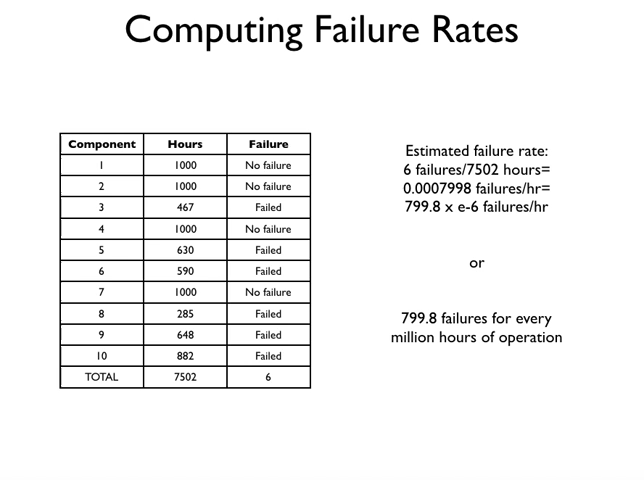 Computing Failure Rates
Component Hours Failure
1 1000 No failure
2 1000 No failure
3 467 Failed
4 1000 No failure
5 630 Failed
6 590 Failed
7 1000 No failure
8 285 Failed
9 648 Failed
10 882 Failed
TOTAL 7502 6
Estimated failure rate:
6 failures/7502 hours=
0.0007998 failures/hr=
799.8 x e-6 failures/hr
or
799.8 failures for every
million hours of operation